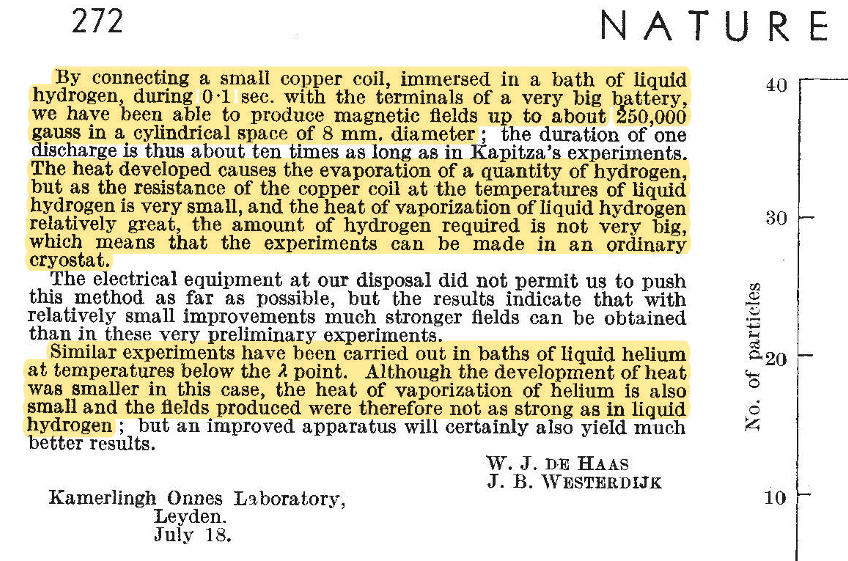 272
NATURE
By connecting a small copper coil, immersed in a bath of liquid
hydrogen, during 0·1 sec. with the terminals of a very big battery,
we have been able to produce magnetic fields up to about 250,000
gauss in a cylindrical space of 8 mm. diameter ; the duration of one
discharge is thus about ten times as long as in Kapitza's experiments.
The heat developed causes the evaporation of a quantity of hydrogen,
but as the resistance of the copper coil at the temperatures of liquid
hydrogen is very small, and the heat of vaporization of liquid hydrogen
relatively great, the amount of hydrogen required is not very big,
which means that the experiments can be made in an ordinary
cryostat.
The electrical equipment at our disposal did not permit us to push
this method as far as possible, but the results indicate that with
relatively small improvements much stronger fields can be obtained
than in these very preliminary experiments.
Similar experiments have been carried out in baths of liquid helium
at temperatures below the λ point. Although the development of heat
was smaller in this case, the heat of vaporization of helium is also
small and the fields produced were therefore not as strong as in liquid
hydrogen ; but an improved apparatus will certainly also yield much
better results.
W. J. DE HAAS
J. B. WESTERDIJK
Kamerlingh Onnes Laboratory,
Leyden.
July 18.
40
30
20
10
No. of particles